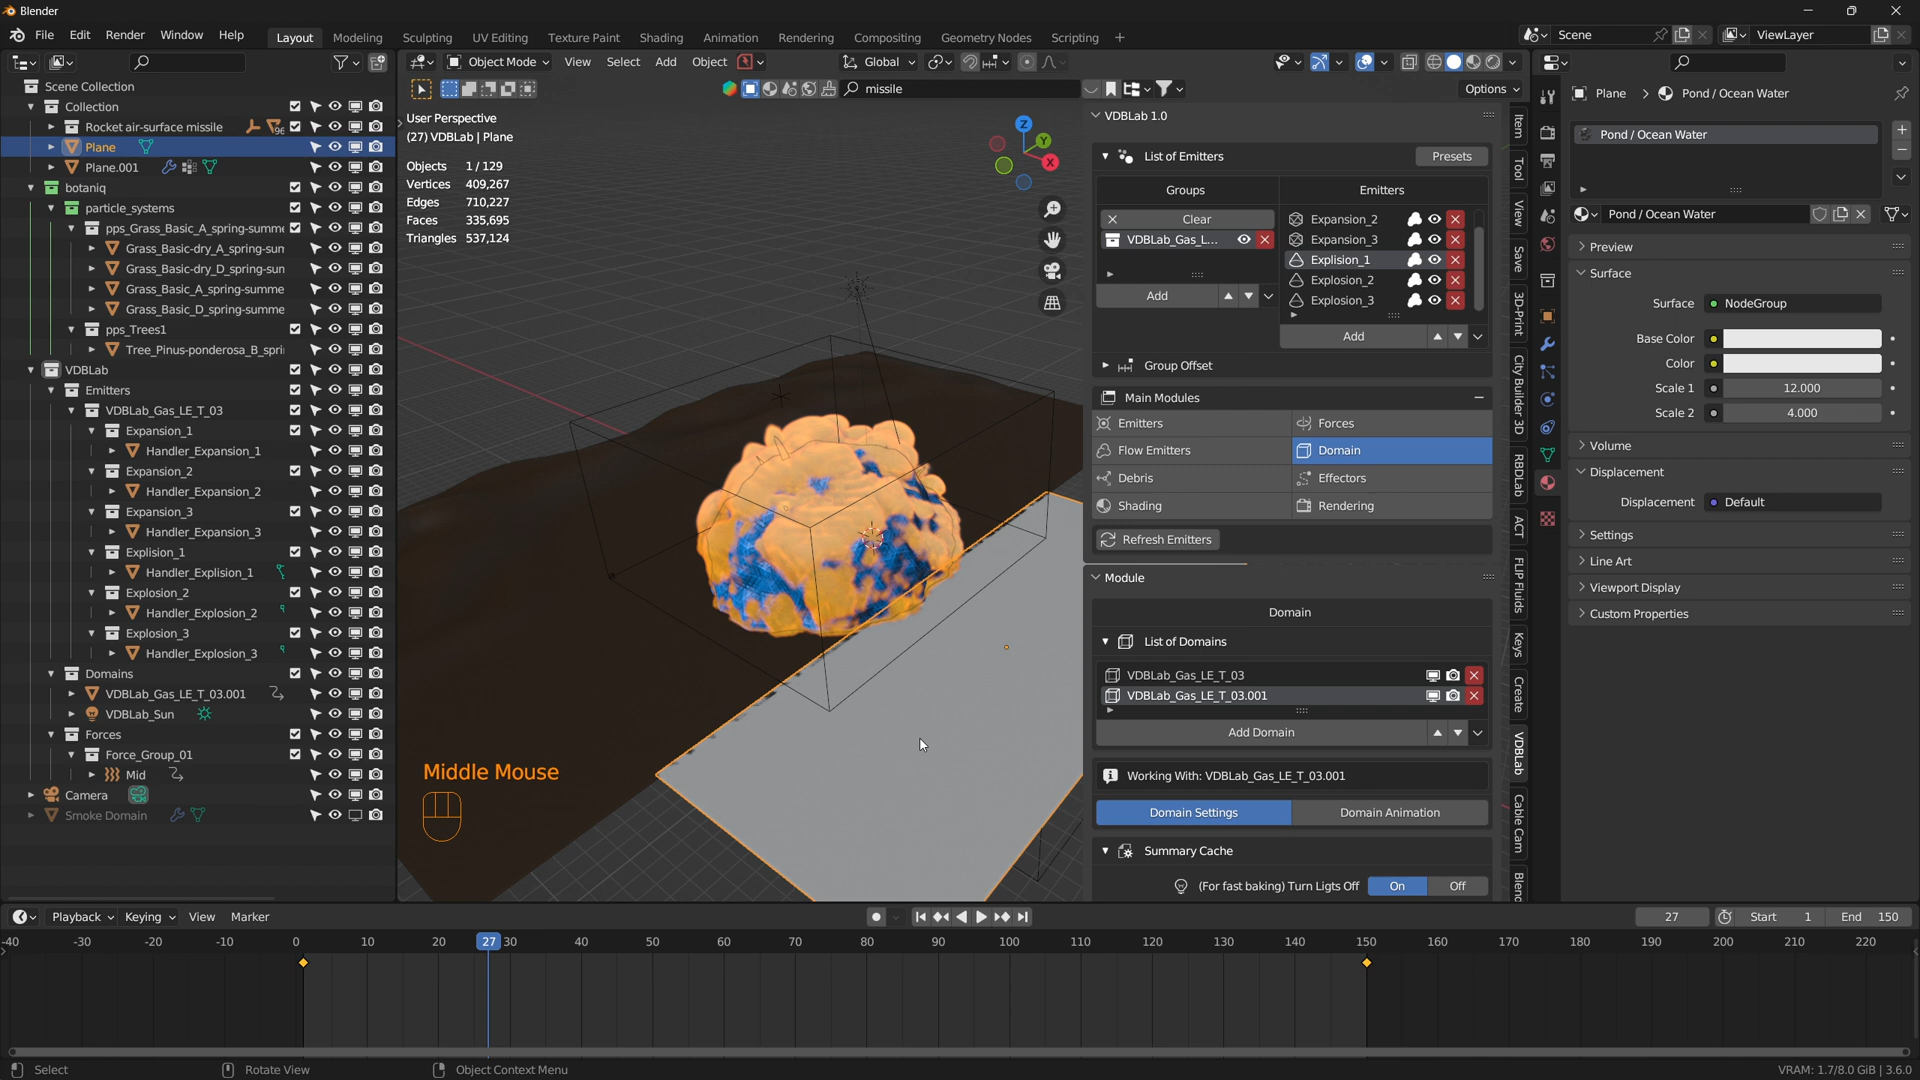 Blender
File Edit Render Window Help Layout Modeling Sculpting UV Editing Texture Paint Shading Animation Rendering Compositing Geometry Nodes Scripting + Scene ViewLayer
Object Mode View Select Add Object Global
missile Options
Scene Collection
Collection
Rocket air-surface missile 96
Plane
Plane.001
botaniq
particle_systems
pps_Grass_Basic_A_spring-summe
Grass_Basic-dry_A_spring-sun
Grass_Basic-dry_D_spring-sun
Grass_Basic_A_spring-summe
Grass_Basic_D_spring-summe
pps_Trees1
Tree_Pinus-ponderosa_B_spri
VDBLab
Emitters
VDBLab_Gas_LE_T_03
Expansion_1
Handler_Expansion_1
Expansion_2
Handler_Expansion_2
Expansion_3
Handler_Expansion_3
Explision_1
Handler_Explision_1
Explosion_2
Handler_Explosion_2
Explosion_3
Handler_Explosion_3
Domains
VDBLab_Gas_LE_T_03.001
VDBLab_Sun
Forces
Force_Group_01
Mid
Camera
Smoke Domain
User Perspective
(27) VDBLab | Plane
Objects 1/129
Vertices 409,267
Edges 710,227
Faces 335,695
Triangles 537,124
Z
Y
X
Middle Mouse
VDBLab 1.0
List of Emitters Presets
Groups Emitters
Clear
VDBLab_Gas_L...
Add
Expansion_2
Expansion_3
Explision_1
Explosion_2
Explosion_3
Add
Group Offset
Main Modules
Emitters Forces
Flow Emitters Domain
Debris Effectors
Shading Rendering
Refresh Emitters
Module
Domain
List of Domains
VDBLab_Gas_LE_T_03
VDBLab_Gas_LE_T_03.001
Add Domain
Working With: VDBLab_Gas_LE_T_03.001
Domain Settings Domain Animation
Summary Cache
(For fast baking) Turn Ligts Off On Off
Item
Tool
View
Save
3D-Print
City Builder 3D
RBDLab
ACT
FLIP Fluids
Keys
Create
VDBLab
Cable Cam
Blend
Plane > Pond / Ocean Water
Pond / Ocean Water
Pond / Ocean Water
Preview
Surface
Surface NodeGroup
Base Color
Color
Scale 1 12.000
Scale 2 4.000
Volume
Displacement
Displacement Default
Settings
Line Art
Viewport Display
Custom Properties
Playback Keying View Marker 27 Start 1 End 150
-40 -30 -20 -10 0 10 20 27 30 40 50 60 70 80 90 100 110 120 130 140 150 160 170 180 190 200 210 220
Select Rotate View Object Context Menu VRAM: 1.7/8.0 GiB | 3.6.0